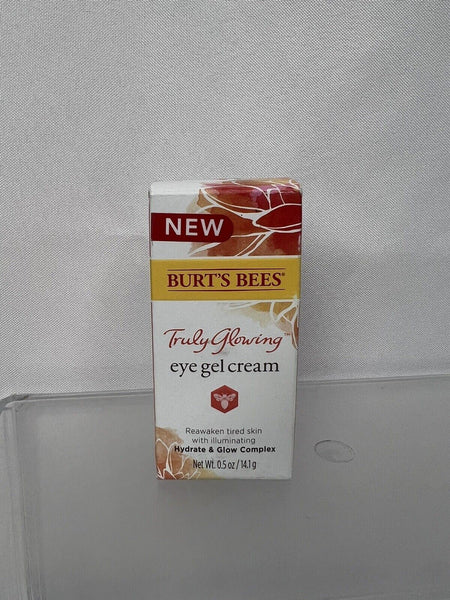 NEW
BURT'S BEES®
Truly Glowing™
eye gel cream
Reawaken tired skin
with illuminating
Hydrate & Glow Complex
Net Wt. 0.5 oz / 14.1 g